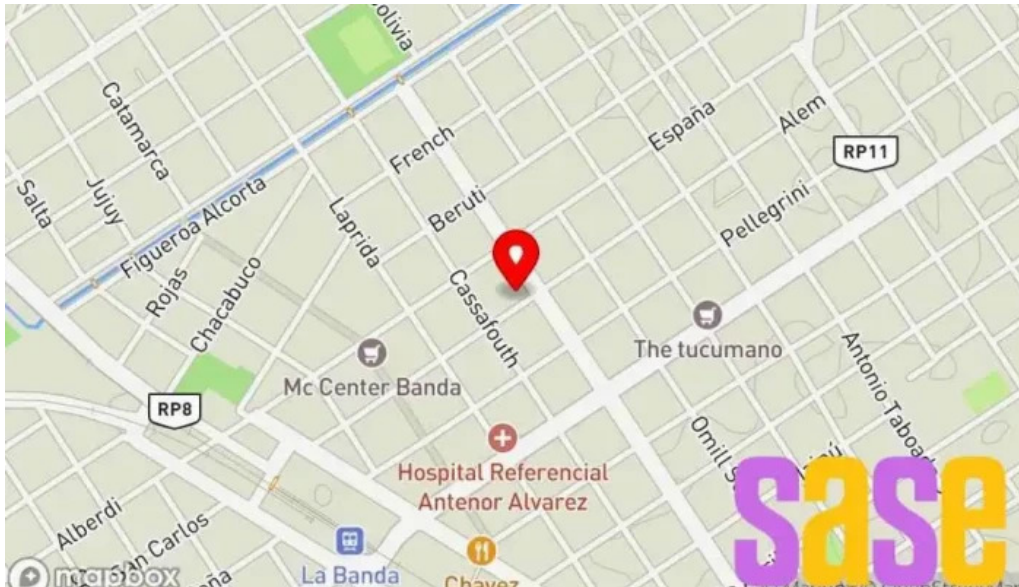 Bolivia
Catamarca
French
España
Alem
RP11
Salta
Jujuy
Figueroa Alcorta
Laprida
Beruti
Pellegrini
Rojas
Chacabuco
Cassafouth
The tucumano
Mc Center Banda
RP8
Hospital Referencial
Antenor Alvarez
Antonio Taboada
Omill S
sase
Alberdi
San Carlos
La Banda
Chavez
mapbox